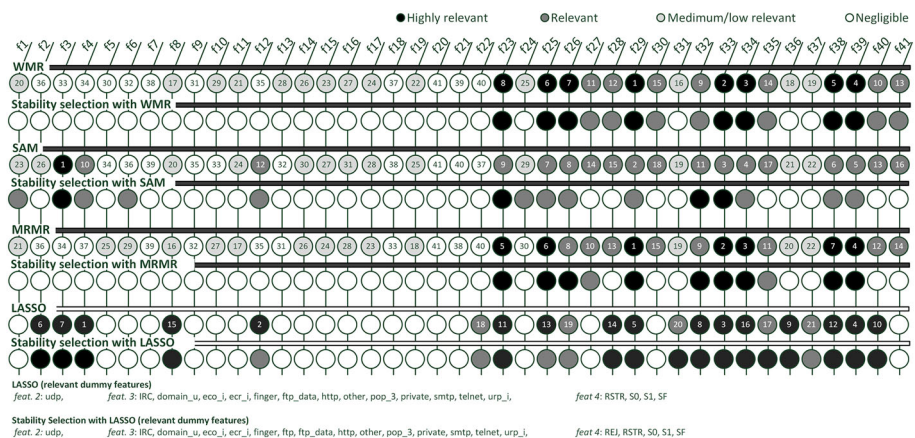 Highly relevant Relevant Medimum/low relevant Negligible
f1 f2 f3 f4 f5 f6 f7 f8 f9 f10 f11 f12 f13 f14 f15 f16 f17 f18 f19 f20 f21 f22 f23 f24 f25 f26 f27 f28 f29 f30 f31 f32 f33 f34 f35 f36 f37 f38 f39 f40 f41
WMR
20 36 33 34 30 32 38 17 31 29 21 35 28 26 23 27 24 37 22 41 39 40 8 25 6 7 11 12 1 15 16 9 2 3 14 18 19 5 4 10 13
Stability selection with WMR
SAM
23 26 1 10 34 36 39 20 35 33 24 12 32 30 27 31 28 38 25 41 40 37 9 29 7 8 14 15 2 18 19 11 3 4 17 21 22 6 5 13 16
Stability selection with SAM
MRMR
21 36 34 37 25 29 39 16 32 27 17 35 31 26 24 28 23 33 18 41 38 40 5 30 6 8 10 13 1 15 19 9 2 3 11 20 22 7 4 12 14
Stability selection with MRMR
LASSO
6 7 1 15 2 18 11 13 19 14 5 20 8 3 16 17 9 21 12 4 10
Stability selection with LASSO
LASSO (relevant dummy features)
feat. 2: udp, feat. 3: IRC, domain_u, eco_i, ecr_i, finger, ftp_data, http, other, pop_3, private, smtp, telnet, urp_i, feat 4: RSTR, S0, S1, SF
Stability Selection with LASSO (relevant dummy features)
feat. 2: udp, feat. 3: IRC, domain_u, eco_i, ecr_i, finger, ftp, ftp_data, http, other, pop_3, private, smtp, telnet, urp_i, feat 4: REJ, RSTR, S0, S1, SF